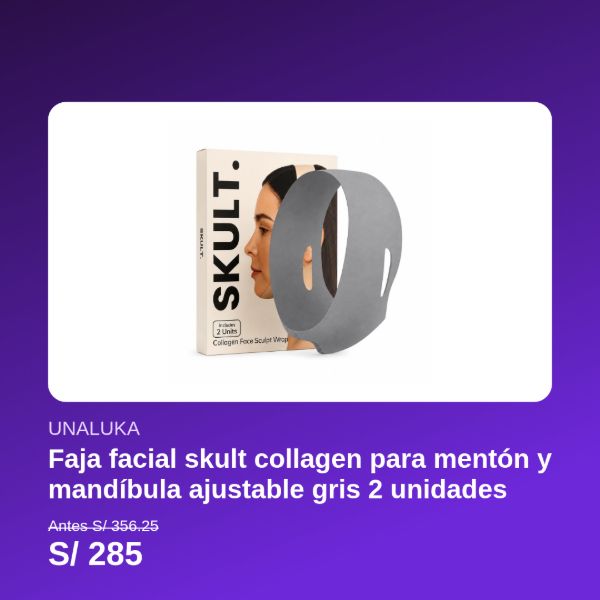 SKULT.
SKULT.
Includes
2 Units
Collagen Face Sculpt Wrap
UNALUKA
Faja facial skult collagen para mentón y
mandíbula ajustable gris 2 unidades
Antes S/ 356.25
S/ 285